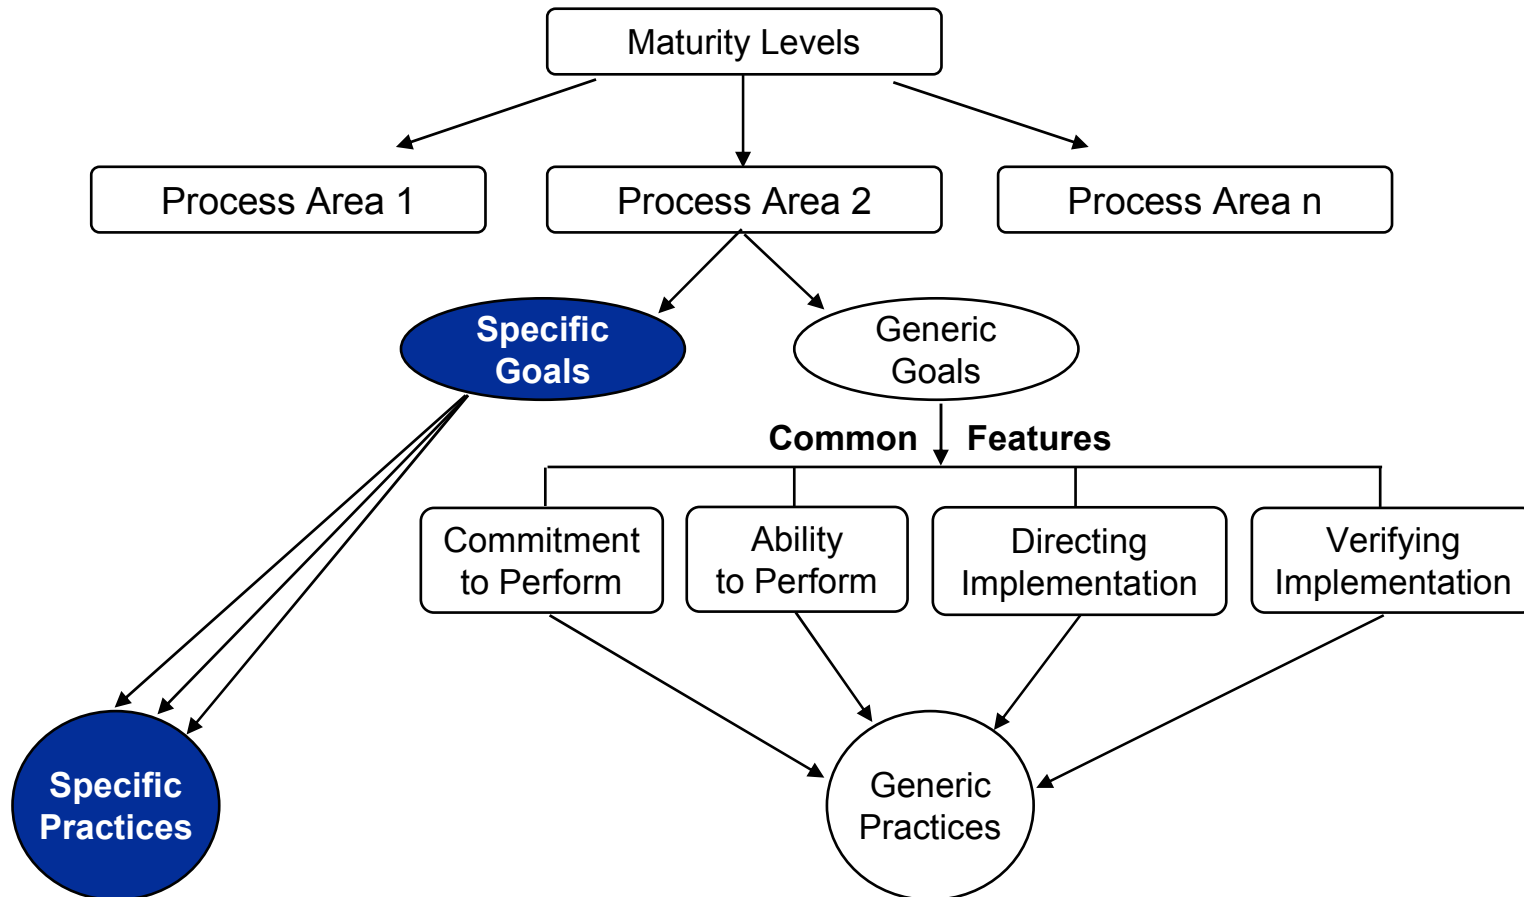 Maturity Levels
Process Area 1
Process Area 2
Process Area n
Specific
Goals
Generic
Goals
Common Features
Commitment
to Perform
Ability
to Perform
Directing
Implementation
Verifying
Implementation
Specific
Practices
Generic
Practices